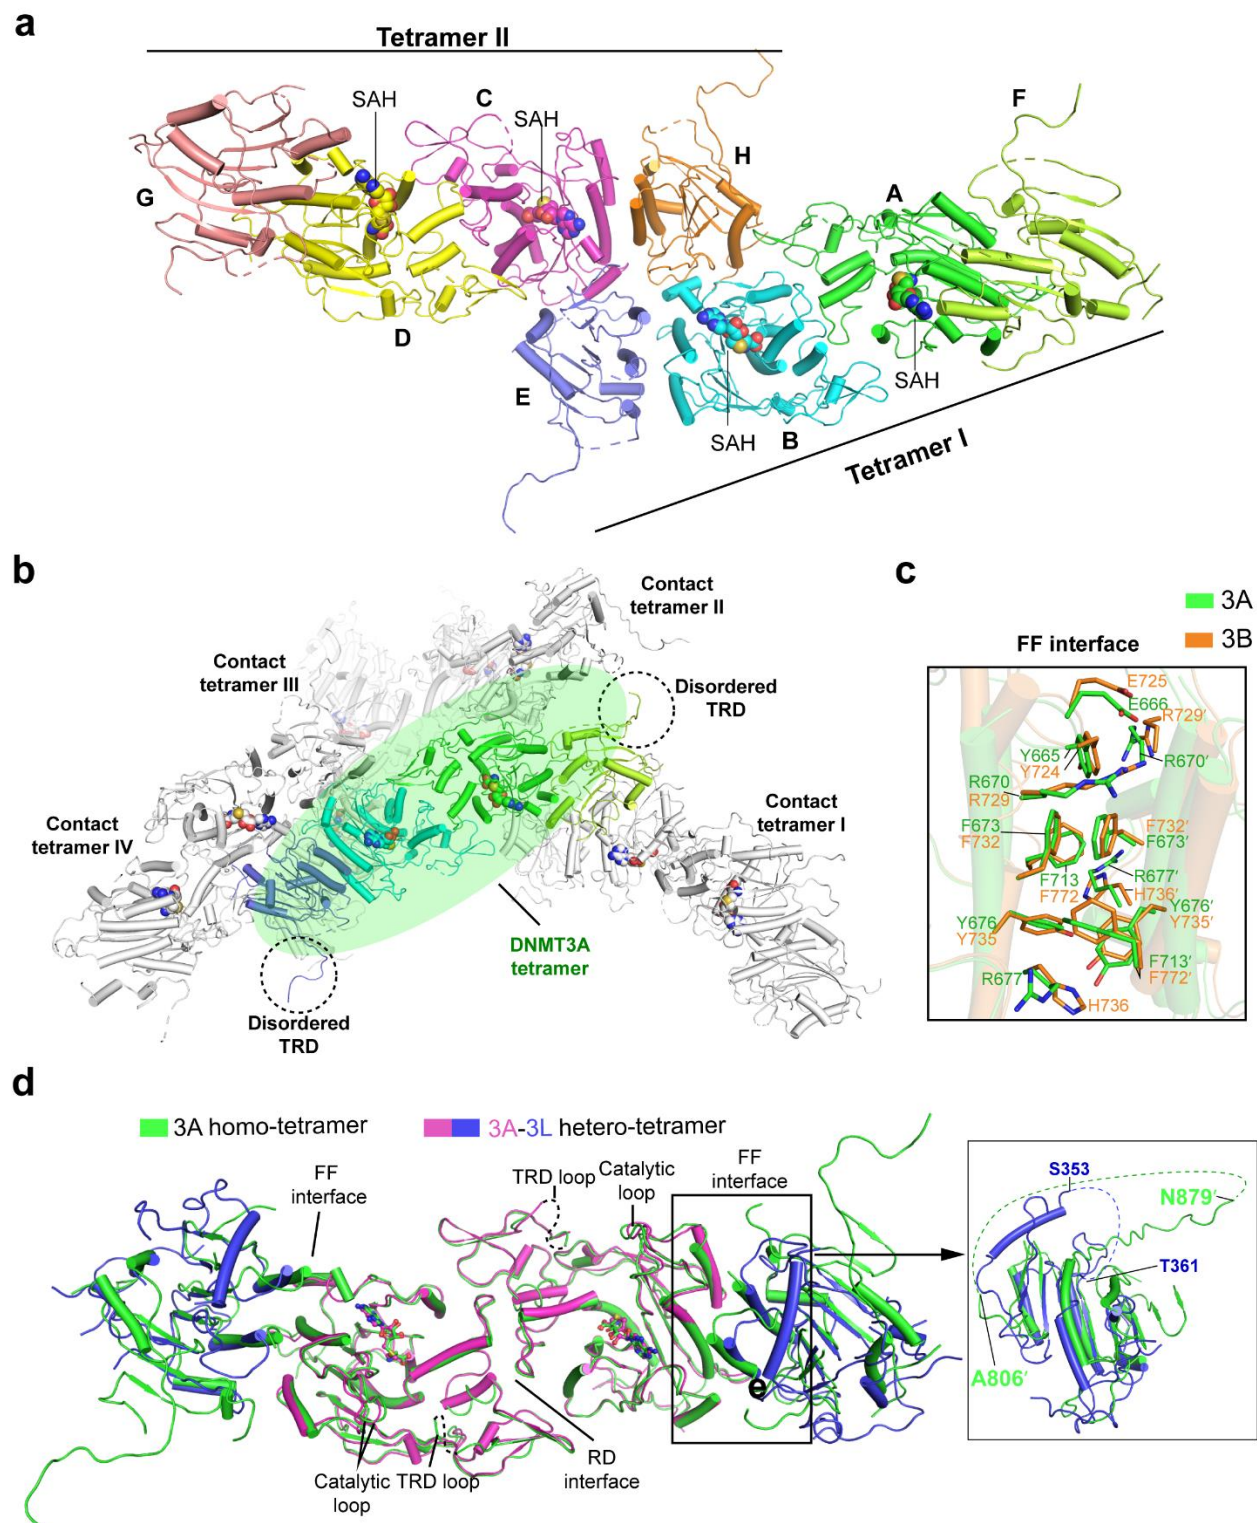 a
Tetramer II
SAH
C
SAH
F
H
A
G
D
E
SAH
SAH
B
Tetramer I
b
Contact
tetramer II
Contact
tetramer III
Disordered
TRD
Contact
tetramer IV
Contact
tetramer I
DNMT3A
tetramer
Disordered
TRD
c
3A
3B
FF interface
E725
E666
R729′
Y665
Y724
R670′
R670
R729
F673
F732
F732′
F673′
R677′
F713
F772
H736′
Y676′
Y735′
Y676
Y735
F713′
F772′
R677
H736
d
3A homo-tetramer
3A-3L hetero-tetramer
FF
interface
TRD loop
Catalytic
loop
FF
interface
e
Catalytic
loop
TRD loop
RD
interface
S353
N879′
T361
A806′